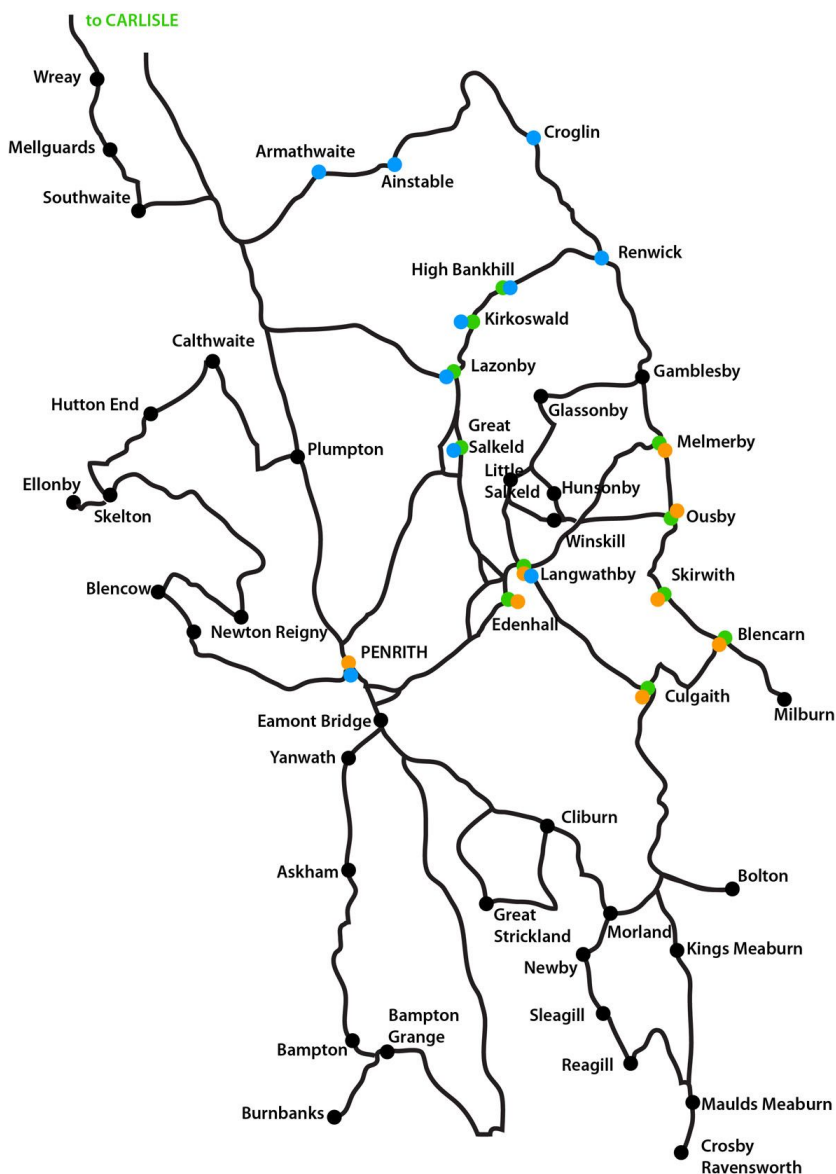 to CARLISLE
Wreay
Mellguards
Southwaite
Armathwaite
Ainstable
Croglin
Renwick
High Bankhill
Kirkoswald
Calthwaite
Lazonby
Gamblesby
Hutton End
Glassonby
Great
Salkeld
Melmerby
Plumpton
Little
Salkeld
Hunsonby
Ellonby
Skelton
Ousby
Winskill
Langwathby
Skirwith
Blencow
Newton Reigny
Edenhall
Blencarn
PENRITH
Culgaith
Milburn
Eamont Bridge
Yanwath
Cliburn
Askham
Bolton
Great
Strickland
Morland
Newby
Kings Meaburn
Sleagill
Bampton
Grange
Bampton
Reagill
Burnbanks
Maulds Meaburn
Crosby
Ravensworth